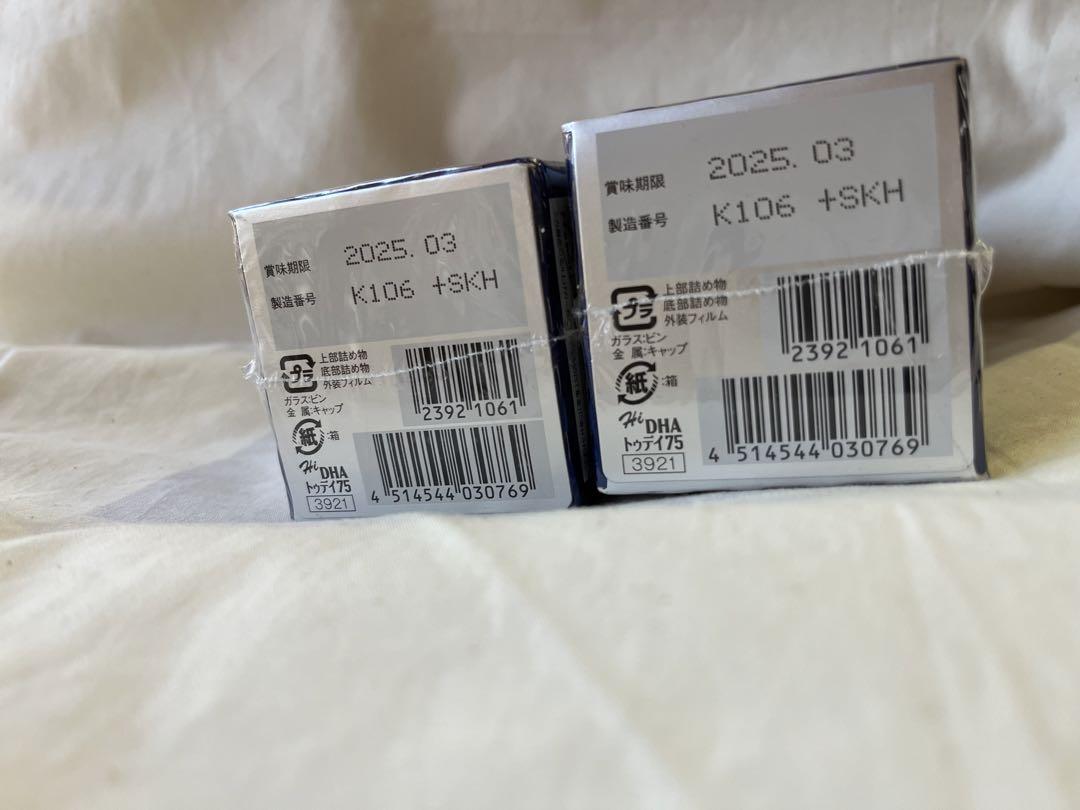 賞味期限 2025.03
製造番号 K106 +SKH
プラ
上部詰め物
底部詰め物
外装フィルム
ガラス:ビン
金 属:キャップ
紙 :箱
2392 1061
Hi DHA
トゥデイ75
3921
4 514544 030769
賞味期限 2025.03
製造番号 K106 +SKH
プラ
上部詰め物
底部詰め物
外装フィルム
ガラス:ビン
金 属:キャップ
紙 :箱
2392 1061
Hi DHA
トゥデイ75
3921
4 514544 030769